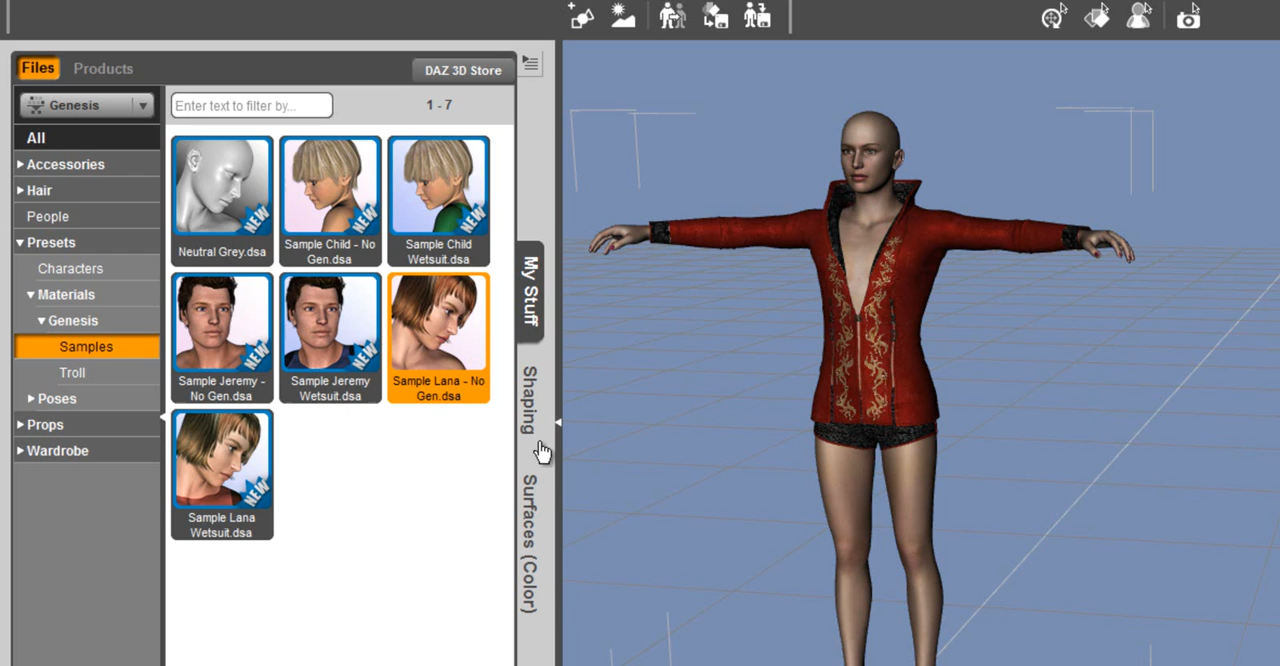 Files
Products
DAZ 3D Store
Genesis
Enter text to filter by...
1 - 7
All
Accessories
Hair
People
Presets
Characters
Materials
Genesis
Samples
Troll
Poses
Props
Wardrobe
NEW
Neutral Grey.dsa
NEW
Sample Child - No
Gen.dsa
NEW
Sample Child
Wetsuit.dsa
NEW
Sample Jeremy -
No Gen.dsa
NEW
Sample Jeremy
Wetsuit.dsa
Sample Lana - No
Gen.dsa
NEW
Sample Lana
Wetsuit.dsa
My Stuff
Shaping
Surfaces (Color)